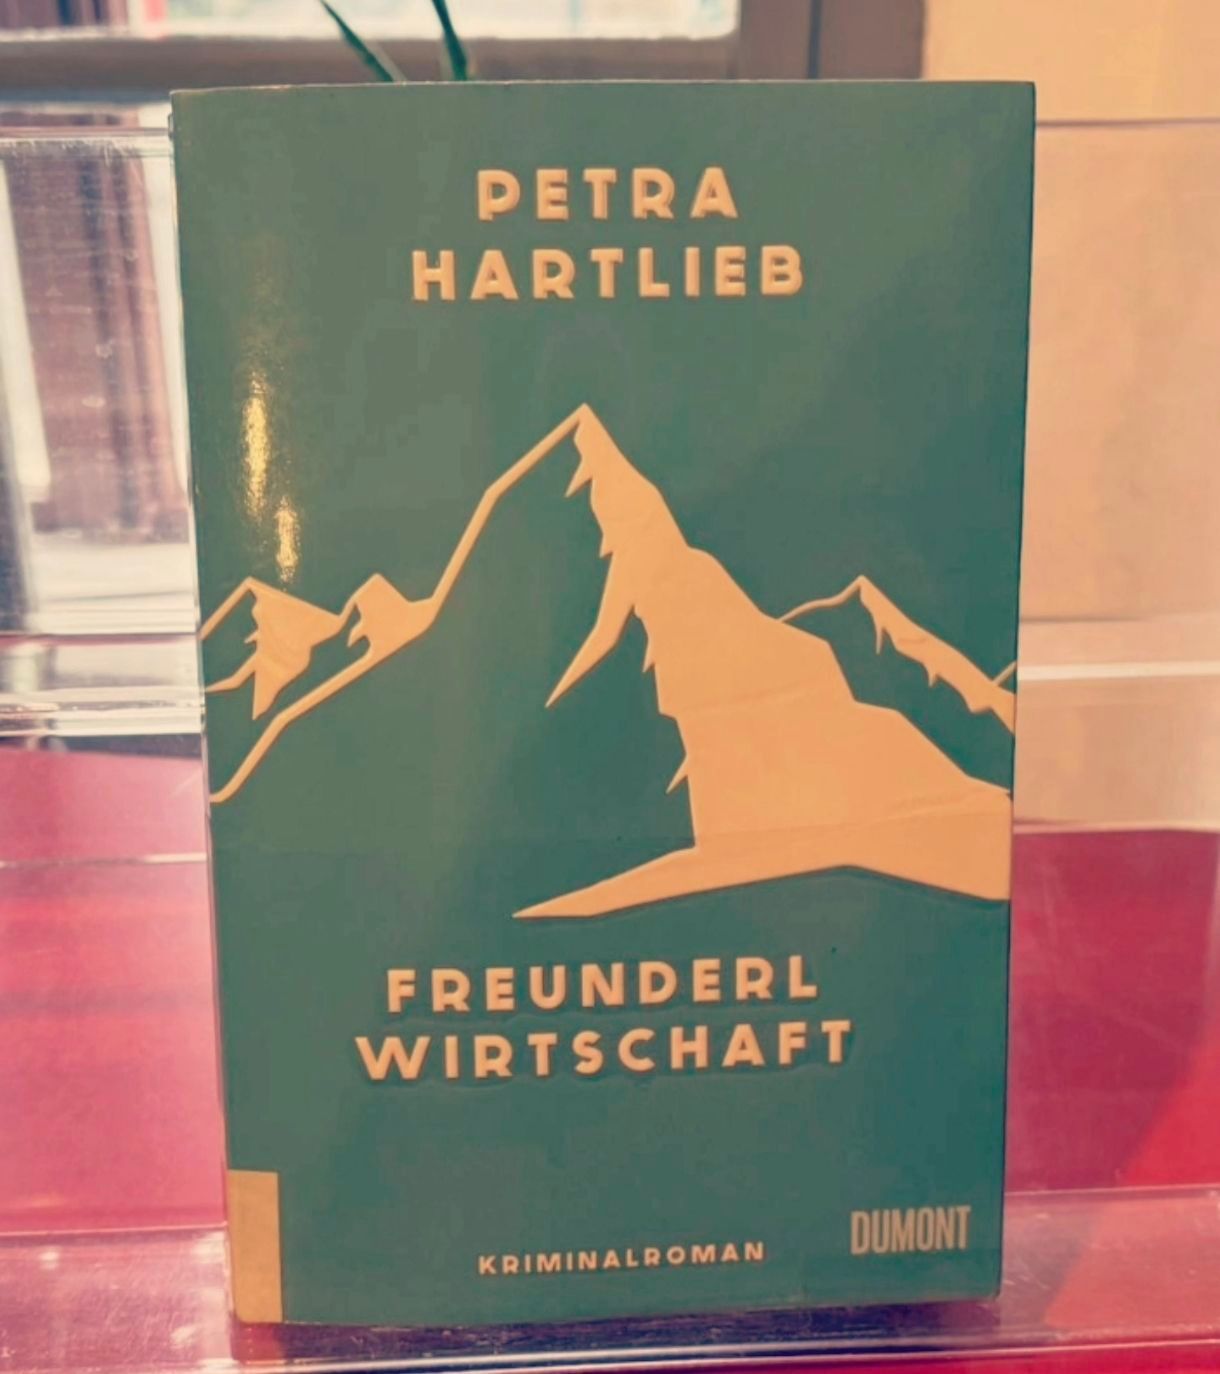 PETRA
HARTLIEB
FREUNDERL
WIRTSCHAFT
KRIMINALROMAN
DUMONT